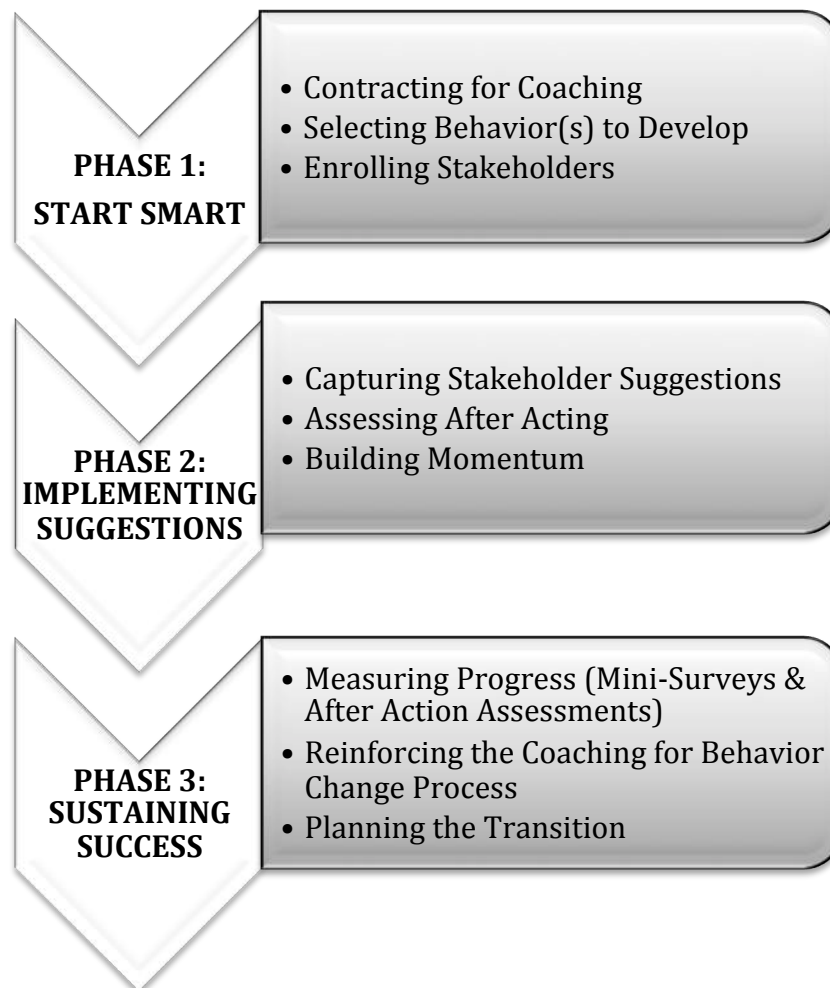 PHASE 1:
START SMART
• Contracting for Coaching
• Selecting Behavior(s) to Develop
• Enrolling Stakeholders
PHASE 2:
IMPLEMENTING
SUGGESTIONS
• Capturing Stakeholder Suggestions
• Assessing After Acting
• Building Momentum
PHASE 3:
SUSTAINING
SUCCESS
• Measuring Progress (Mini-Surveys &
After Action Assessments)
• Reinforcing the Coaching for Behavior
Change Process
• Planning the Transition